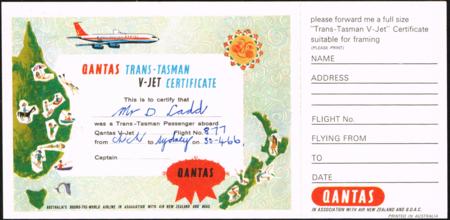 QANTAS TRANS-TASMAN
V-JET CERTIFICATE
This is to certify that
Mr D. Ladd
was a Trans-Tasman Passenger aboard
Qantas V-Jet Flight No. 877
from ChCh to Sydney on 30-4-66.
Captain
QANTAS
AUSTRALIA'S ROUND-THE-WORLD AIRLINE IN ASSOCIATION WITH AIR NEW ZEALAND AND BOAC
please forward me a full size
"Trans-Tasman V-Jet" Certificate
suitable for framing
(PLEASE PRINT)
NAME
ADDRESS
FLIGHT No.
FLYING FROM
TO
DATE
QANTAS
IN ASSOCIATION WITH AIR NEW ZEALAND AND B.O.A.C.
PRINTED IN AUSTRALIA